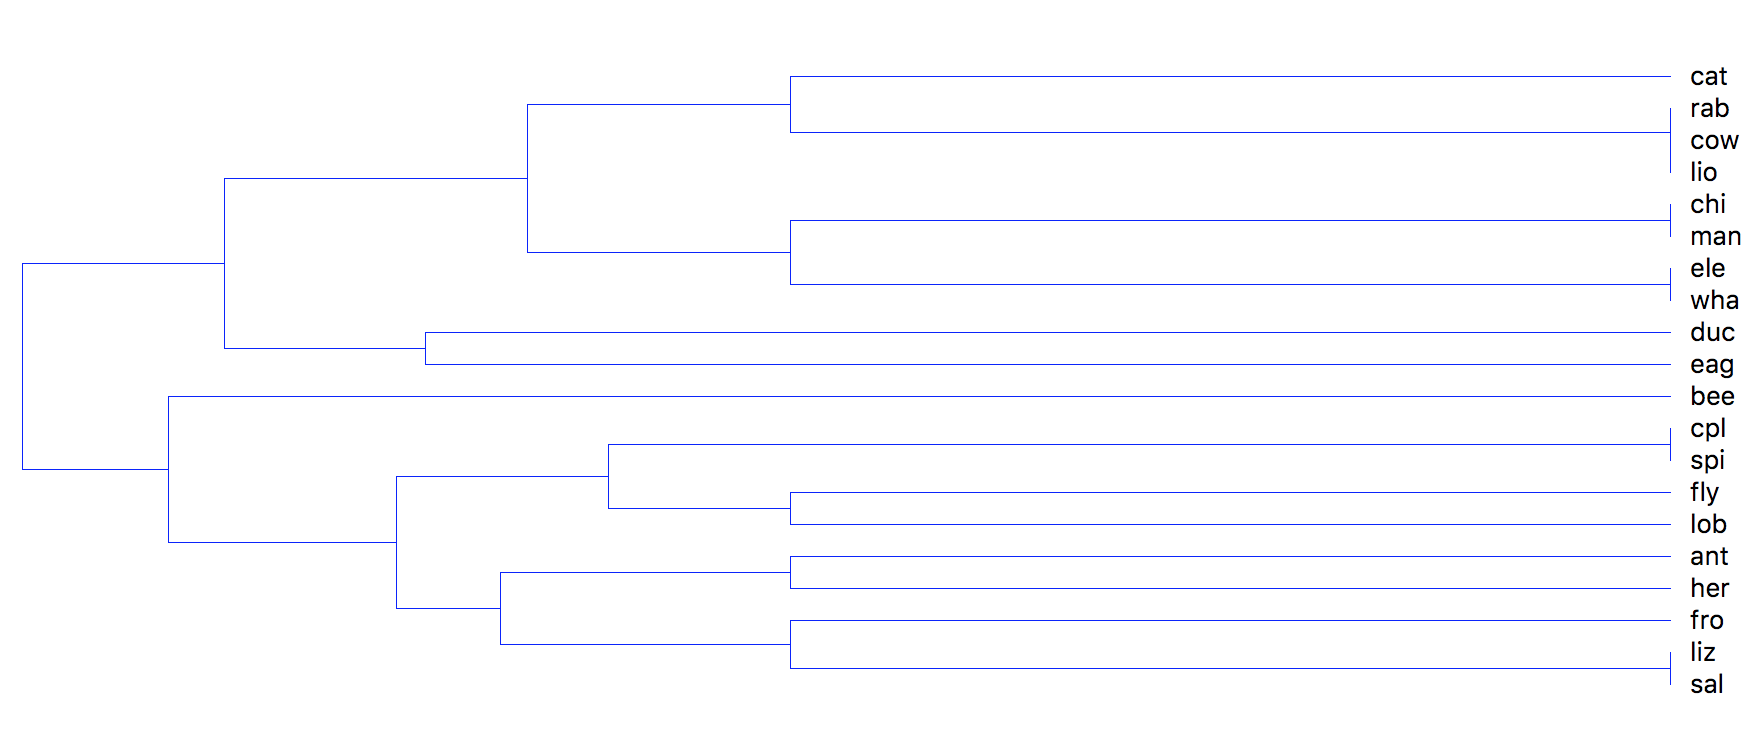 cat
rab
cow
lio
chi
man
ele
wha
duc
eag
bee
cpl
spi
fly
lob
ant
her
fro
liz
sal